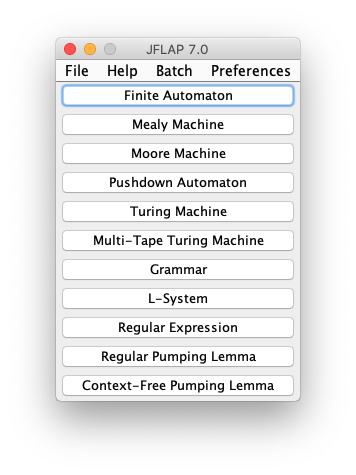 JFLAP 7.0
File Help Batch Preferences
Finite Automaton
Mealy Machine
Moore Machine
Pushdown Automaton
Turing Machine
Multi-Tape Turing Machine
Grammar
L-System
Regular Expression
Regular Pumping Lemma
Context-Free Pumping Lemma